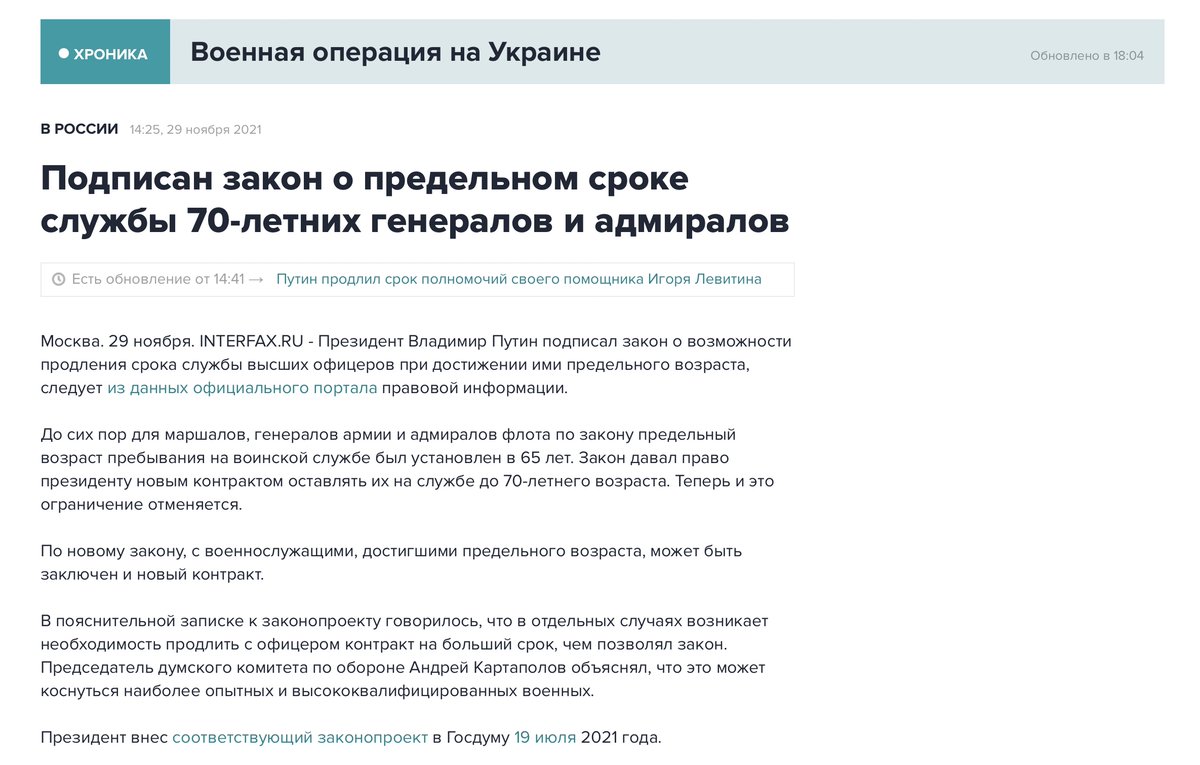 ХРОНИКА
Военная операция на Украине
Обновлено в 18:04
В РОССИИ 14:25, 29 ноября 2021
Подписан закон о предельном сроке
службы 70-летних генералов и адмиралов
Есть обновление от 14:41 → Путин продлил срок полномочий своего помощника Игоря Левитина
Москва. 29 ноября. INTERFAX.RU - Президент Владимир Путин подписал закон о возможности
продления срока службы высших офицеров при достижении ими предельного возраста,
следует из данных официального портала правовой информации.
До сих пор для маршалов, генералов армии и адмиралов флота по закону предельный
возраст пребывания на воинской службе был установлен в 65 лет. Закон давал право
президенту новым контрактом оставлять их на службе до 70-летнего возраста. Теперь и это
ограничение отменяется.
По новому закону, с военнослужащими, достигшими предельного возраста, может быть
заключен и новый контракт.
В пояснительной записке к законопроекту говорилось, что в отдельных случаях возникает
необходимость продлить с офицером контракт на больший срок, чем позволял закон.
Председатель думского комитета по обороне Андрей Картаполов объяснял, что это может
коснуться наиболее опытных и высококвалифицированных военных.
Президент внес соответствующий законопроект в Госдуму 19 июля 2021 года.